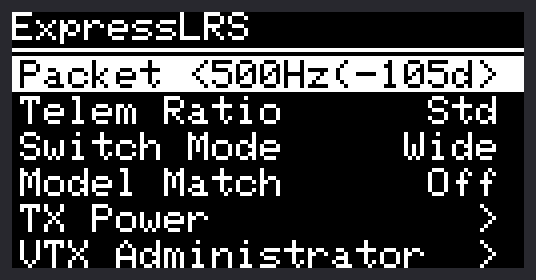 ExpressLRS
Packet <500Hz(-105d>
Telem Ratio Std
Switch Mode Wide
Model Match Off
TX Power >
VTX Administrator >